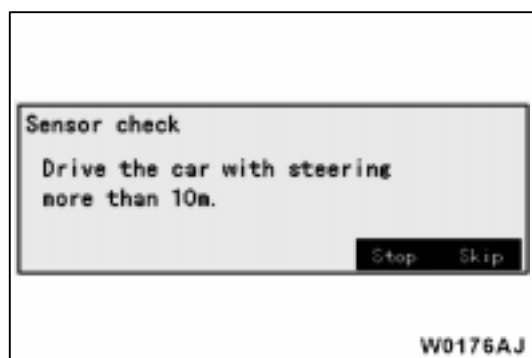 Sensor check
Drive the car with steering
more than 10m.
Stop Skip
W0176AJ